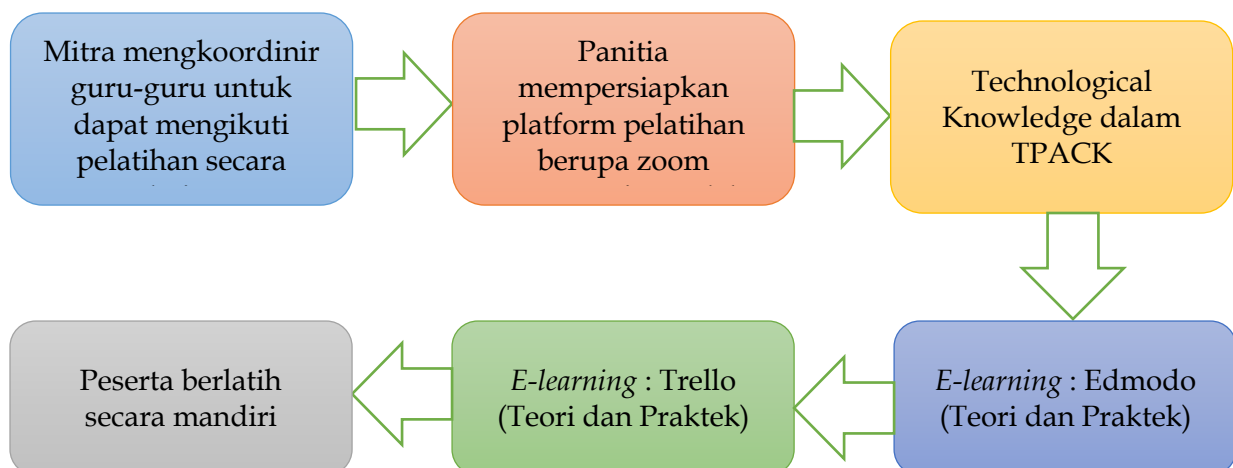 Mitra mengkoordinir
guru-guru untuk
dapat mengikuti
pelatihan secara
Panitia
mempersiapkan
platform pelatihan
berupa zoom
Technological
Knowledge dalam
TPACK
E-learning : Edmodo
(Teori dan Praktek)
E-learning : Trello
(Teori dan Praktek)
Peserta berlatih
secara mandiri